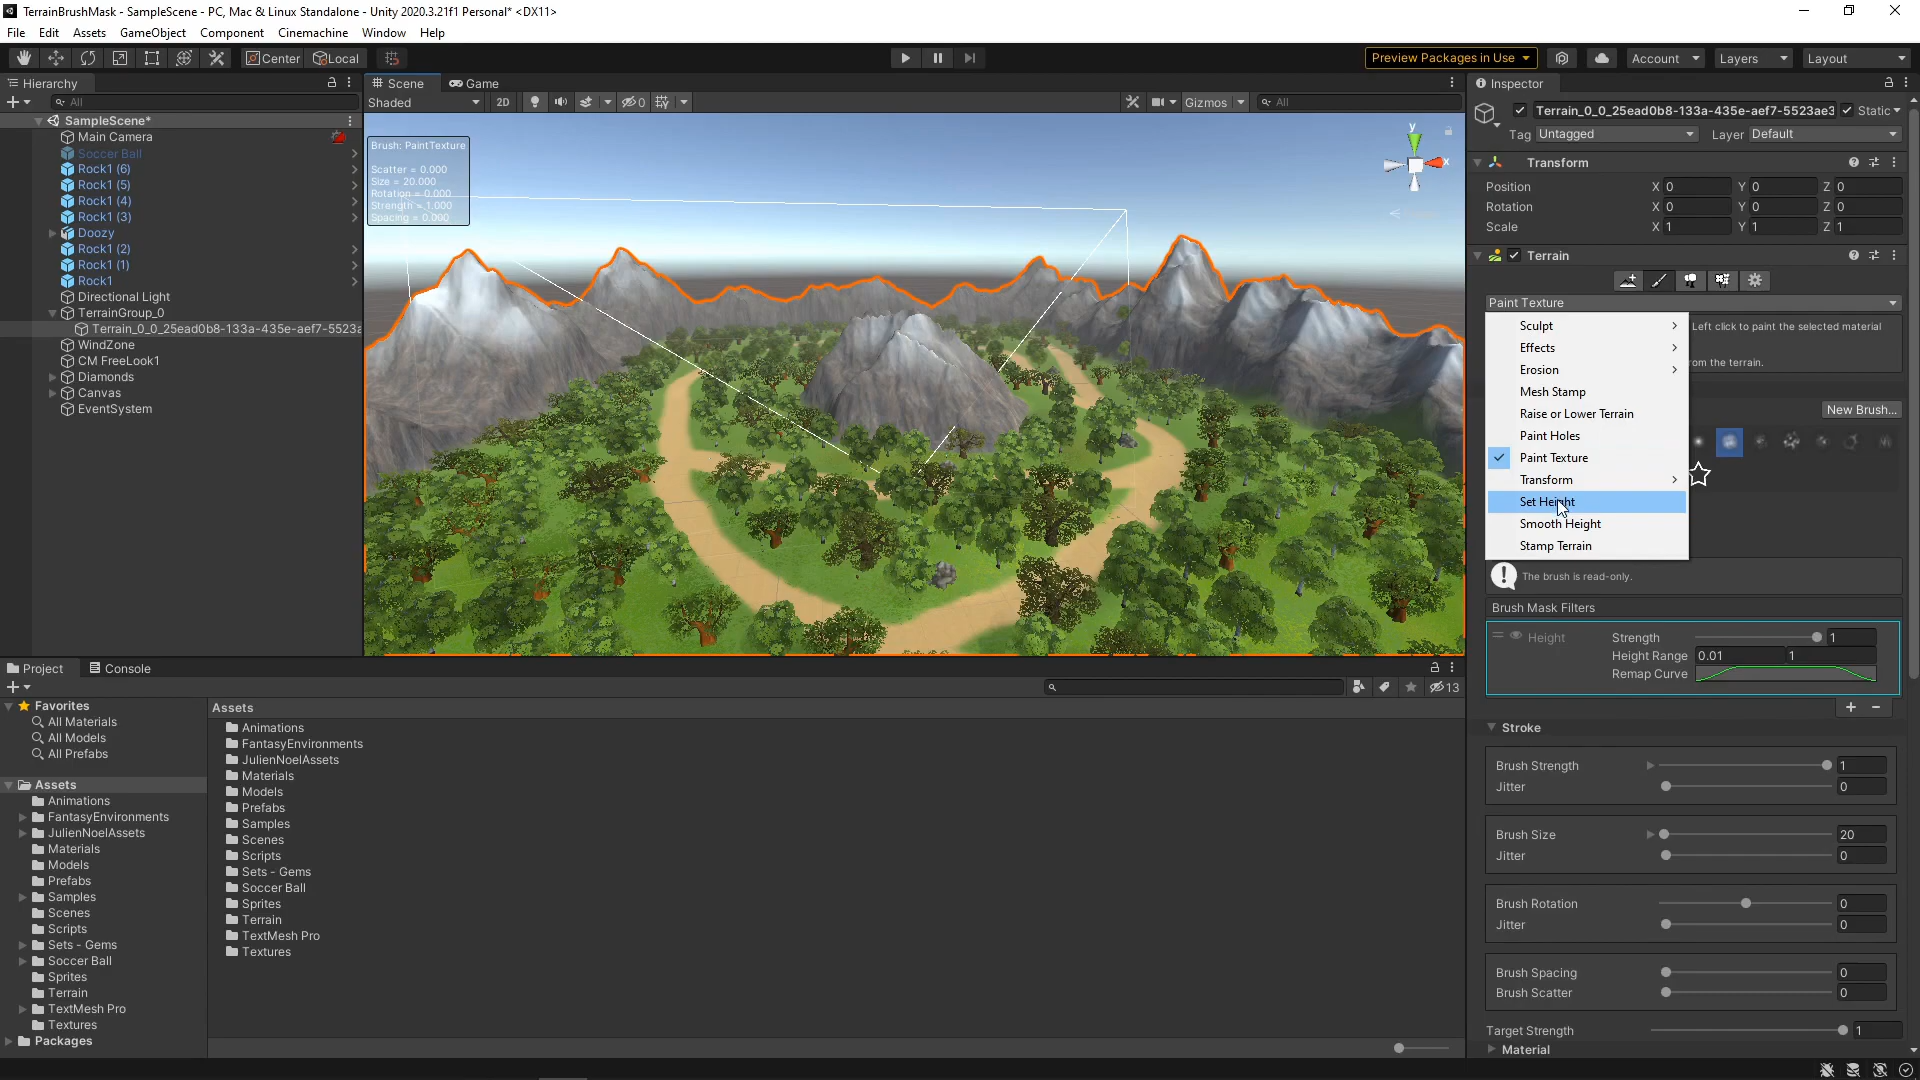 TerrainBrushMask - SampleScene - PC, Mac & Linux Standalone - Unity 2020.3.21f1 Personal* <DX11>
File Edit Assets GameObject Component Cinemachine Window Help
Center Local
Preview Packages in Use
Account Layers Layout
Hierarchy
All
SampleScene*
Main Camera
Soccer Ball
Rock1 (6)
Rock1 (5)
Rock1 (4)
Rock1 (3)
Doozy
Rock1 (2)
Rock1 (1)
Rock1
Directional Light
TerrainGroup_0
Terrain_0_0_25ead0b8-133a-435e-aef7-5523a
WindZone
CM FreeLook1
Diamonds
Canvas
EventSystem
Scene Game
Shaded 2D 0 Gizmos All
Brush: PaintTexture
Scatter = 0.000
Size = 20.000
Rotation = 0.000
Strength = 1.000
Spacing = 0.000
y
x
Inspector
Terrain_0_0_25ead0b8-133a-435e-aef7-5523ae3 Static
Tag Untagged Layer Default
Transform
Position X 0 Y 0 Z 0
Rotation X 0 Y 0 Z 0
Scale X 1 Y 1 Z 1
Terrain
Paint Texture
Left click to paint the selected material
om the terrain.
Sculpt
Effects
Erosion
Mesh Stamp
Raise or Lower Terrain
Paint Holes
Paint Texture
Transform
Set Height
Smooth Height
Stamp Terrain
New Brush...
The brush is read-only.
Brush Mask Filters
Height Strength 1
Height Range 0.01 1
Remap Curve
Stroke
Brush Strength 1
Jitter 0
Brush Size 20
Jitter 0
Brush Rotation 0
Jitter 0
Brush Spacing 0
Brush Scatter 0
Target Strength 1
Material
Project Console
13
Favorites
All Materials
All Models
All Prefabs
Assets
Animations
FantasyEnvironments
JulienNoelAssets
Materials
Models
Prefabs
Samples
Scenes
Scripts
Sets - Gems
Soccer Ball
Sprites
Terrain
TextMesh Pro
Textures
Packages
Assets
Animations
FantasyEnvironments
JulienNoelAssets
Materials
Models
Prefabs
Samples
Scenes
Scripts
Sets - Gems
Soccer Ball
Sprites
Terrain
TextMesh Pro
Textures